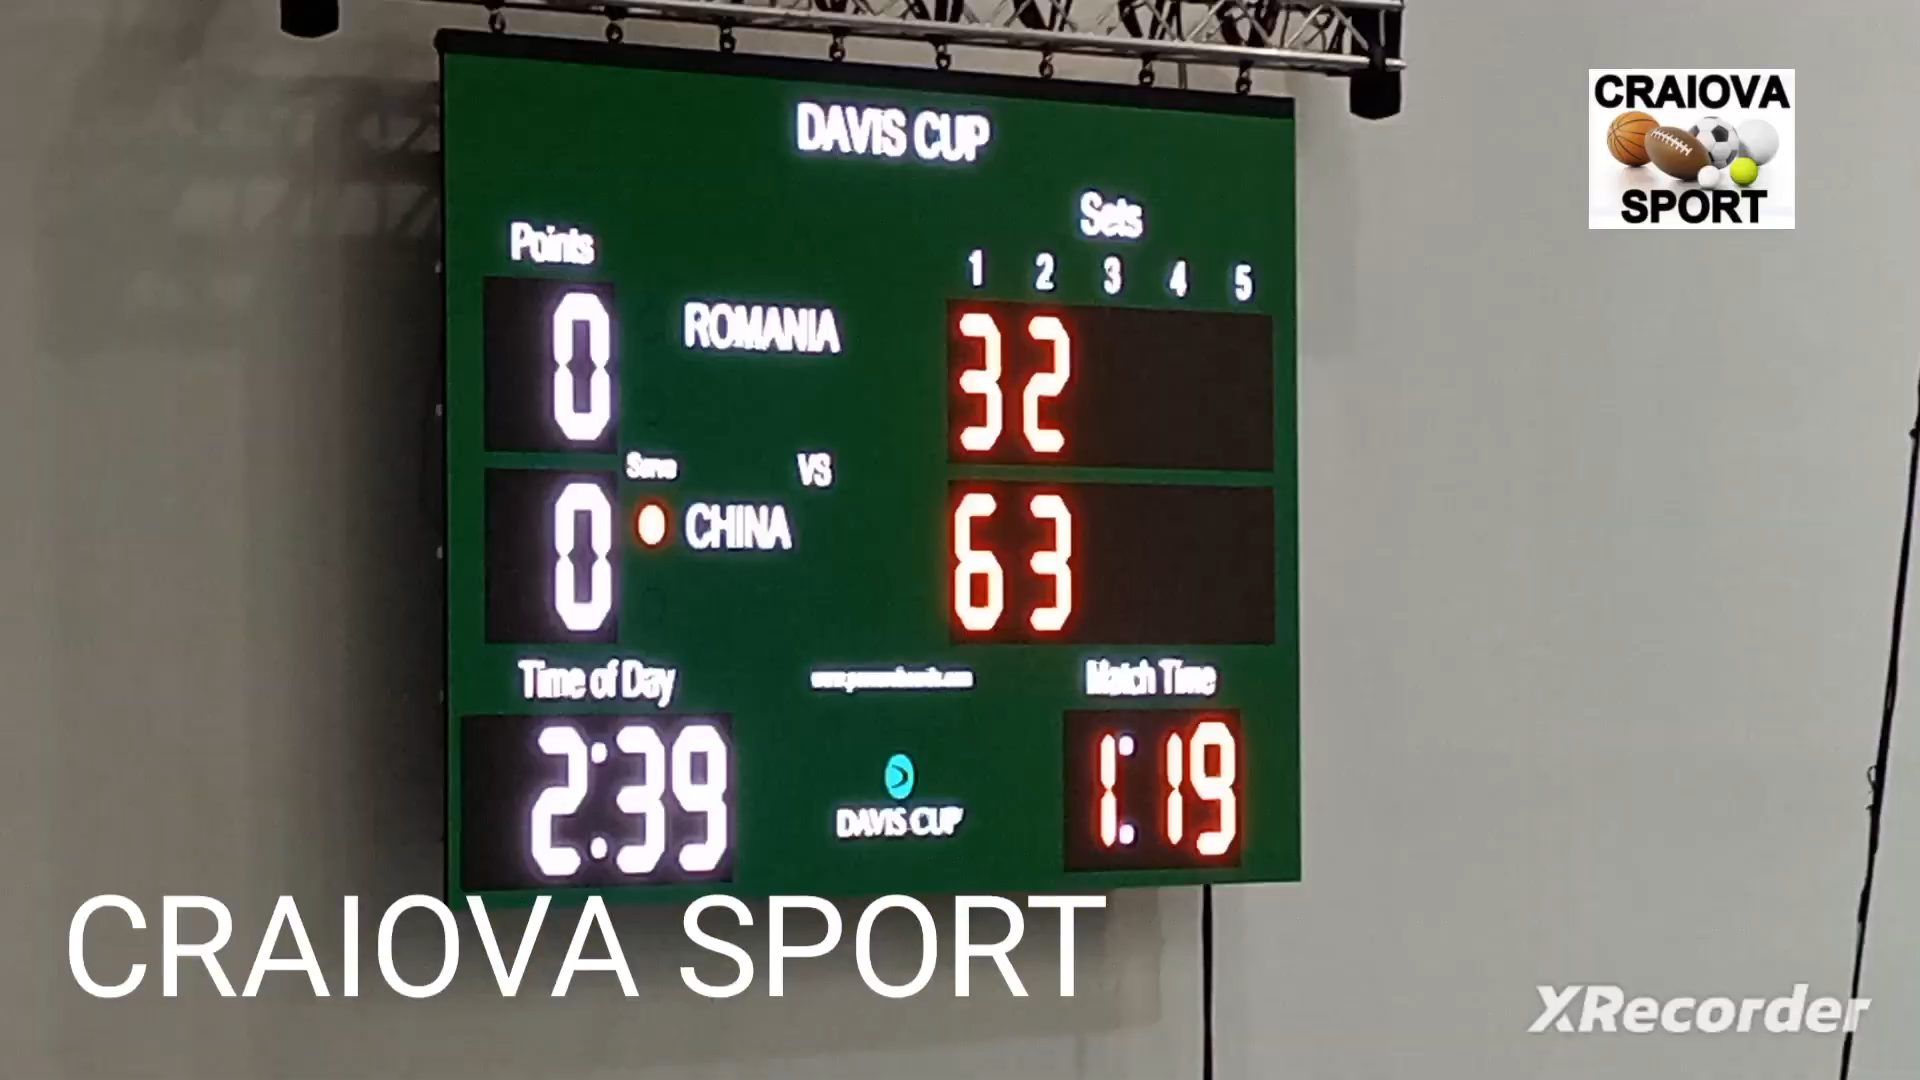 DAVIS CUP
CRAIOVA
SPORT
Points
Sets
1 2 3 4 5
0 ROMANIA 3 2
Serve VS
0 CHINA 6 3
Time of Day
Match Time
2:39
1:19
DAVIS CUP
CRAIOVA SPORT
XRecorder